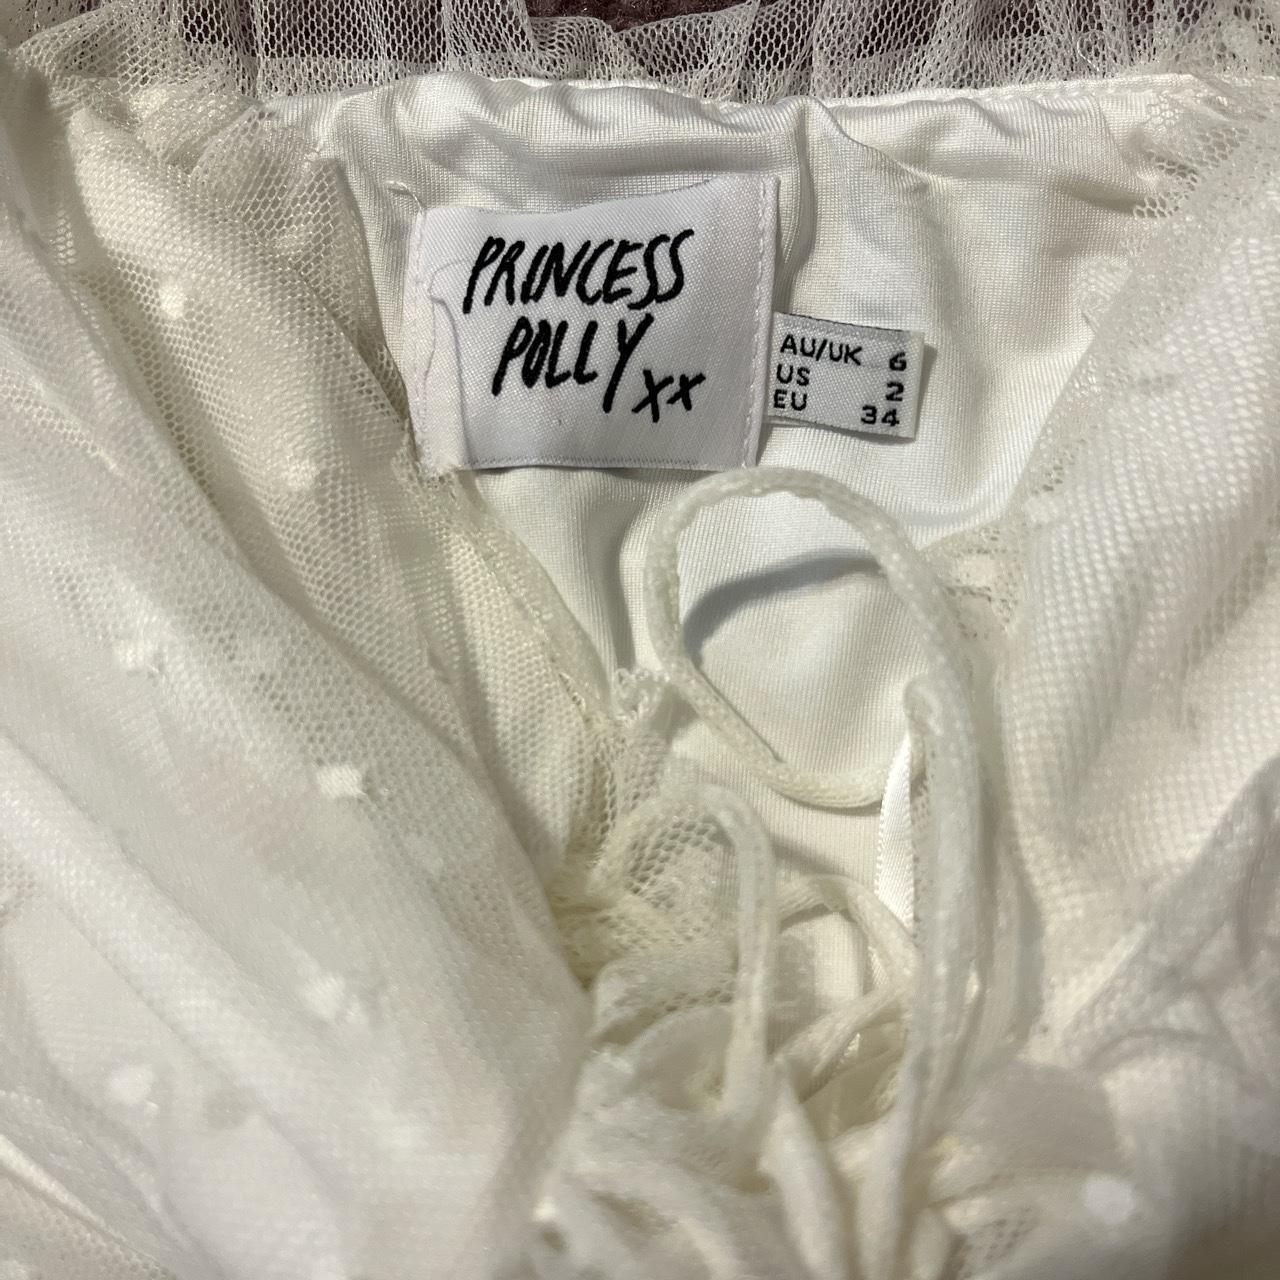 PRINCESS
POLLY xx
AU/UK 6
US 2
EU 34